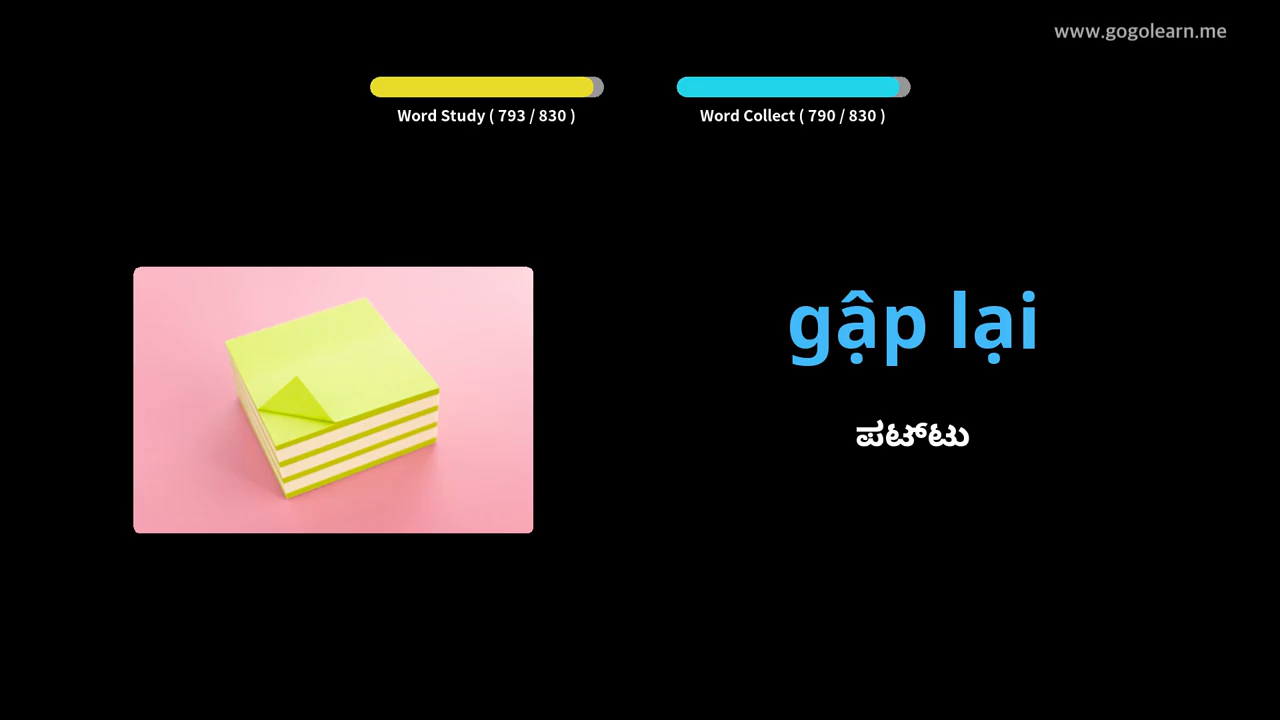 www.gogolearn.me
Word Study ( 793 / 830 )
Word Collect ( 790 / 830 )
gập lại
ಪಟ್ಟು